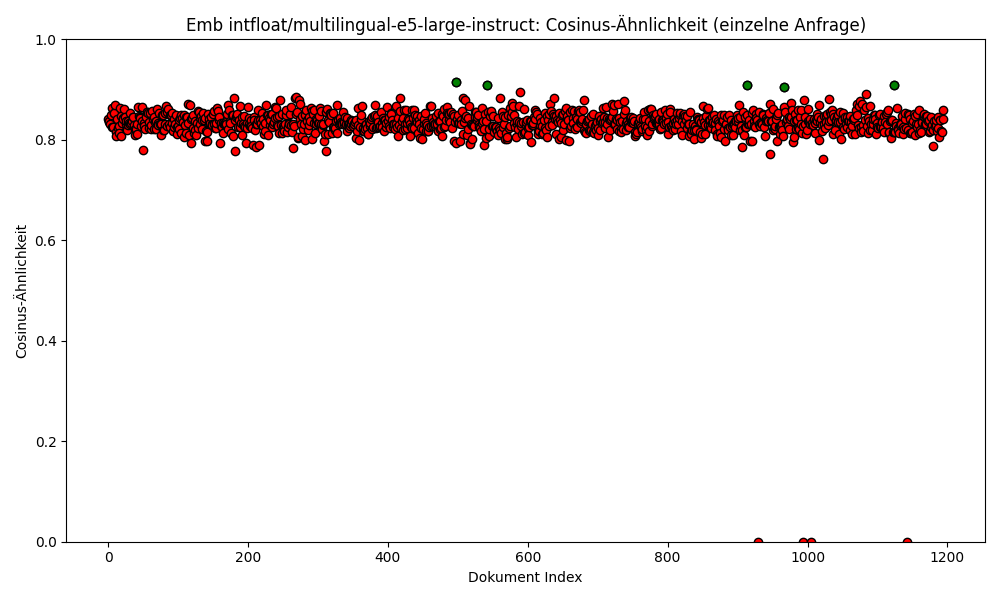 Emb intfloat/multilingual-e5-large-instruct: Cosinus-Ähnlichkeit (einzelne Anfrage)
1.0
0.8
0.6
0.4
0.2
0.0
Cosinus-Ähnlichkeit
0 200 400 600 800 1000 1200
Dokument Index